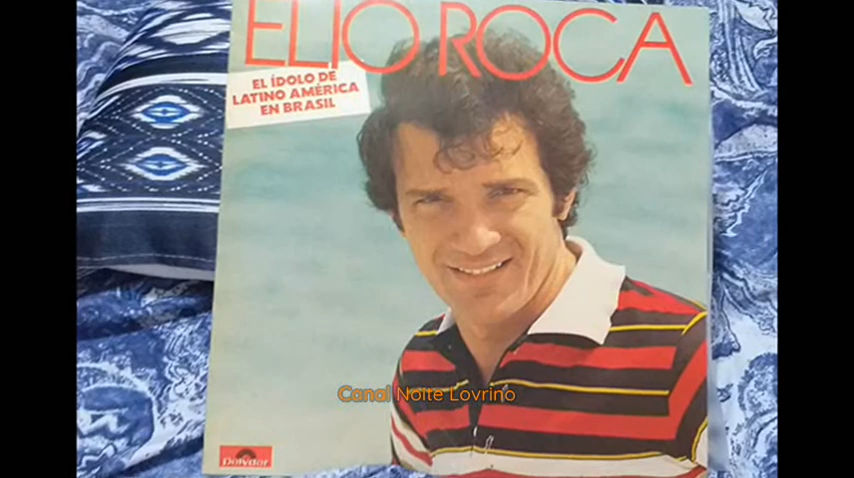 ELIO ROCA
EL ÍDOLO DE
LATINO AMÉRICA
EN BRASIL
Canal Noite Lovrino
Polydor